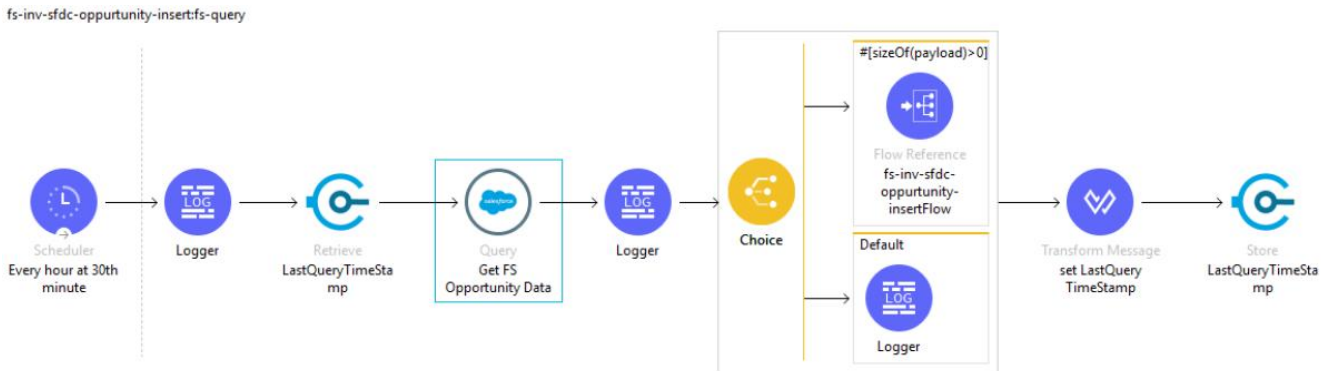 fs-inv-sfdc-oppurtunity-insert:fs-query
Scheduler
Every hour at 30th
minute
LOG
Logger
Retrieve
LastQueryTimeSta
mp
salesforce
Query
Get FS
Opportunity Data
LOG
Logger
Choice
#[sizeOf(payload)>0]
Flow Reference
fs-inv-sfdc-
oppurtunity-
insertFlow
Default
LOG
Logger
Transform Message
set LastQuery
TimeStamp
Store
LastQueryTimeSta
mp